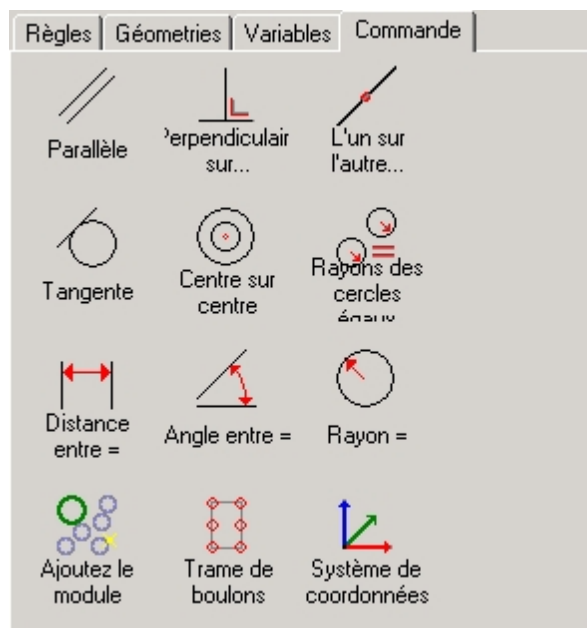 Règles Géometries Variables Commande
Parallèle
erpendiculair
sur...
L'un sur
l'autre...
Tangente
Centre sur
centre
Rayons des
cercles
égaux
Distance
entre =
Angle entre =
Rayon =
Ajoutez le
module
Trame de
boulons
Système de
coordonnées